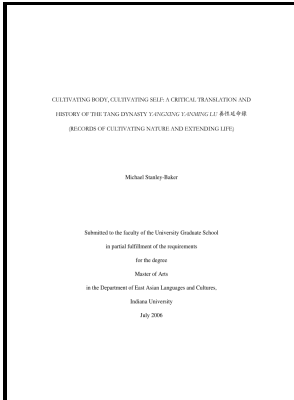 CULTIVATING BODY, CULTIVATING SELF: A CRITICAL TRANSLATION AND
HISTORY OF THE TANG DYNASTY YANGXING YANMING LU 養性延命錄
(RECORDS OF CULTIVATING NATURE AND EXTENDING LIFE)
Michael Stanley-Baker
Submitted to the faculty of the University Graduate School
in partial fulfillment of the requirements
for the degree
Master of Arts
in the Department of East Asian Languages and Cultures,
Indiana University
July 2006